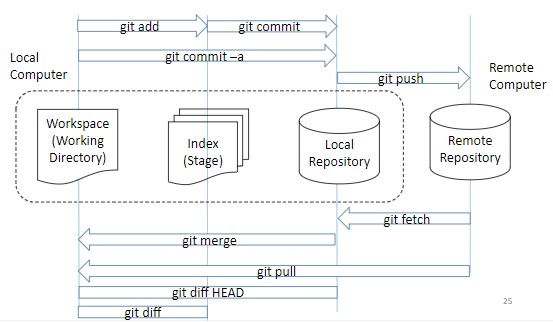 git add
git commit
git commit –a
Local
Computer
git push
Remote
Computer
Workspace
(Working
Directory)
Index
(Stage)
Local
Repository
Remote
Repository
git fetch
git merge
git pull
git diff HEAD
git diff
25